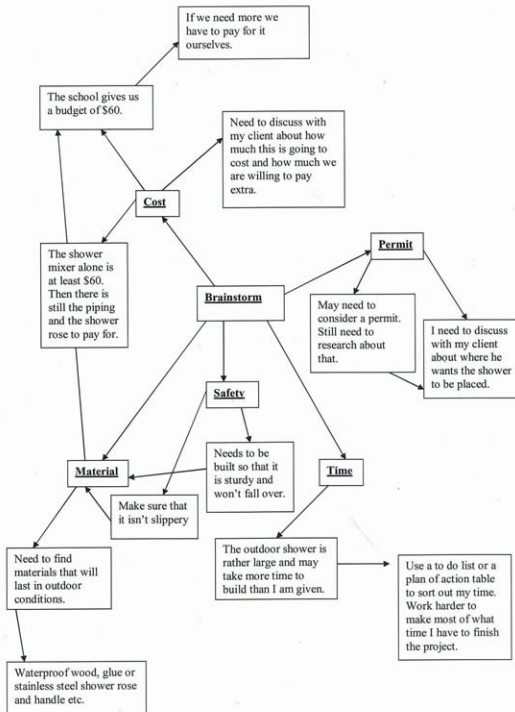 If we need more we
have to pay for it
ourselves.
The school gives us
a budget of $60.
Need to discuss with
my client about how
much this is going to
cost and how much we
are willing to pay
extra.
Cost
Permit
The shower
mixer alone is
at least $60.
Then there is
still the piping
and the shower
rose to pay for.
Brainstorm
May need to
consider a permit.
Still need to
research about
that.
I need to discuss
with my client
about where he
wants the shower
to be placed.
Safety
Needs to be
built so that it
is sturdy and
won't fall over.
Material
Time
Make sure that
it isn't slippery
Need to find
materials that will
last in outdoor
conditions.
The outdoor shower is
rather large and may
take more time to
build than I am given.
Use a to do list or a
plan of action table
to sort out my time.
Work harder to
make most of what
time I have to finish
the project.
Waterproof wood, glue or
stainless steel shower rose
and handle etc.